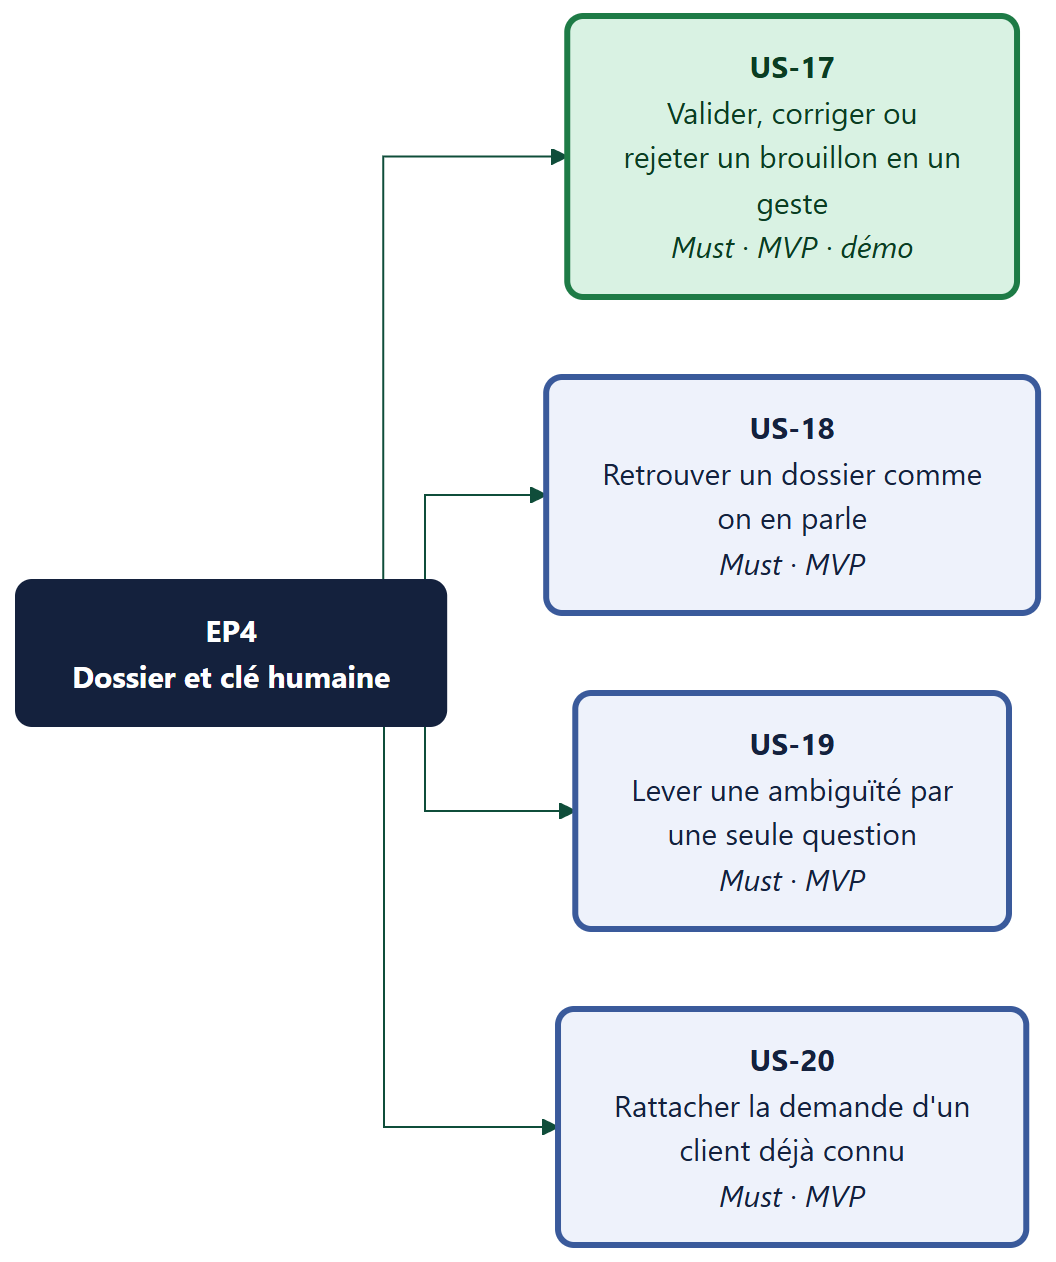 US-17
Valider, corriger ou
rejeter un brouillon en un
geste
Must · MVP · démo
US-18
Retrouver un dossier comme
on en parle
Must · MVP
EP4
Dossier et clé humaine
US-19
Lever une ambiguïté par
une seule question
Must · MVP
US-20
Rattacher la demande d'un
client déjà connu
Must · MVP